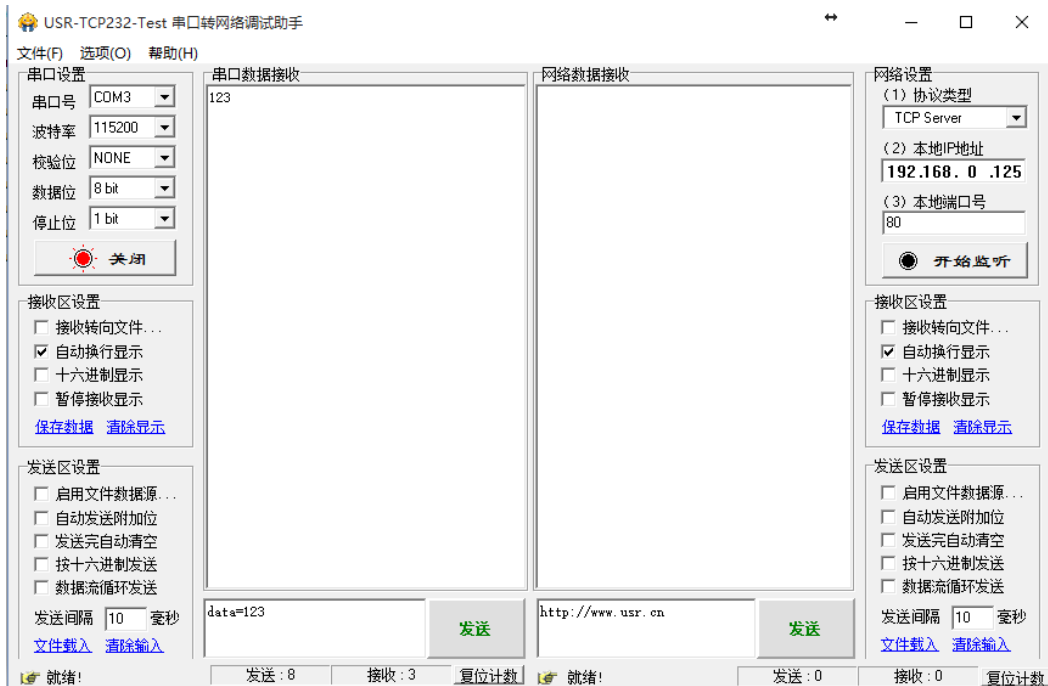 USR-TCP232-Test 串口转网络调试助手
文件(F) 选项(O) 帮助(H)
串口设置
串口号 COM3
波特率 115200
校验位 NONE
数据位 8 bit
停止位 1 bit
关闭
接收区设置
接收转向文件...
自动换行显示
十六进制显示
暂停接收显示
保存数据 清除显示
发送区设置
启用文件数据源...
自动发送附加位
发送完自动清空
按十六进制发送
数据流循环发送
发送间隔 10 毫秒
文件载入 清除输入
就绪!
串口数据接收
123
data=123
发送
发送:8 接收:3 复位计数
网络数据接收
http://www.usr.cn
发送
就绪!
发送:0 接收:0 复位计数
网络设置
(1) 协议类型
TCP Server
(2) 本地IP地址
192.168. 0 .125
(3) 本地端口号
80
开始监听
接收区设置
接收转向文件...
自动换行显示
十六进制显示
暂停接收显示
保存数据 清除显示
发送区设置
启用文件数据源...
自动发送附加位
发送完自动清空
按十六进制发送
数据流循环发送
发送间隔 10 毫秒
文件载入 清除输入